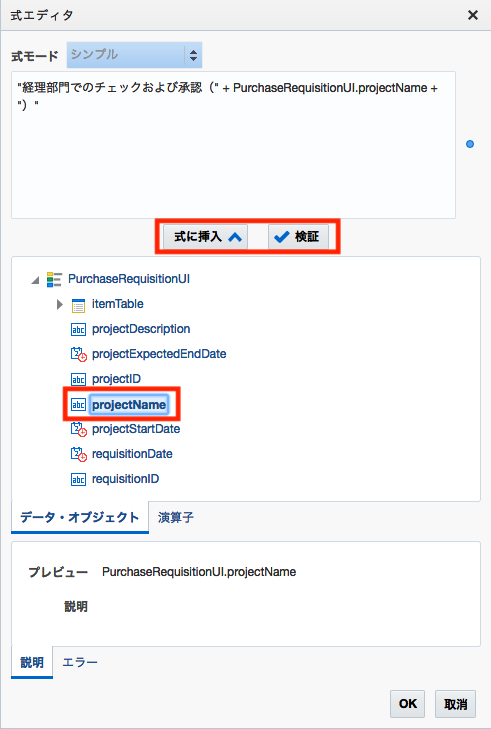 式エディタ
式モード シンプル
"経理部門でのチェックおよび承認（" + PurchaseRequisitionUI.projectName +
"）"
式に挿入 検証
PurchaseRequisitionUI
itemTable
abc projectDescription
projectExpectedEndDate
abc projectID
abc projectName
projectStartDate
requisitionDate
abc requisitionID
データ・オブジェクト 演算子
プレビュー PurchaseRequisitionUI.projectName
説明
説明 エラー
OK 取消